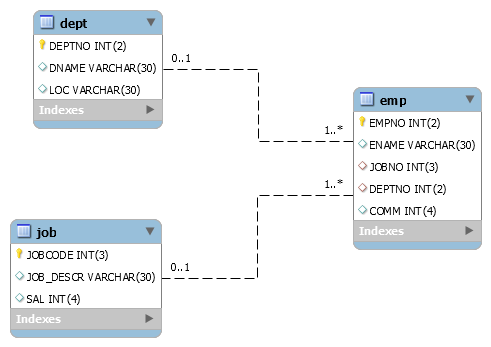 dept
DEPTNO INT(2)
DNAME VARCHAR(30)
LOC VARCHAR(30)
Indexes
0..1
1..*
emp
EMPNO INT(2)
ENAME VARCHAR(30)
JOBNO INT(3)
DEPTNO INT(2)
COMM INT(4)
Indexes
1..*
0..1
job
JOBCODE INT(3)
JOB_DESCR VARCHAR(30)
SAL INT(4)
Indexes